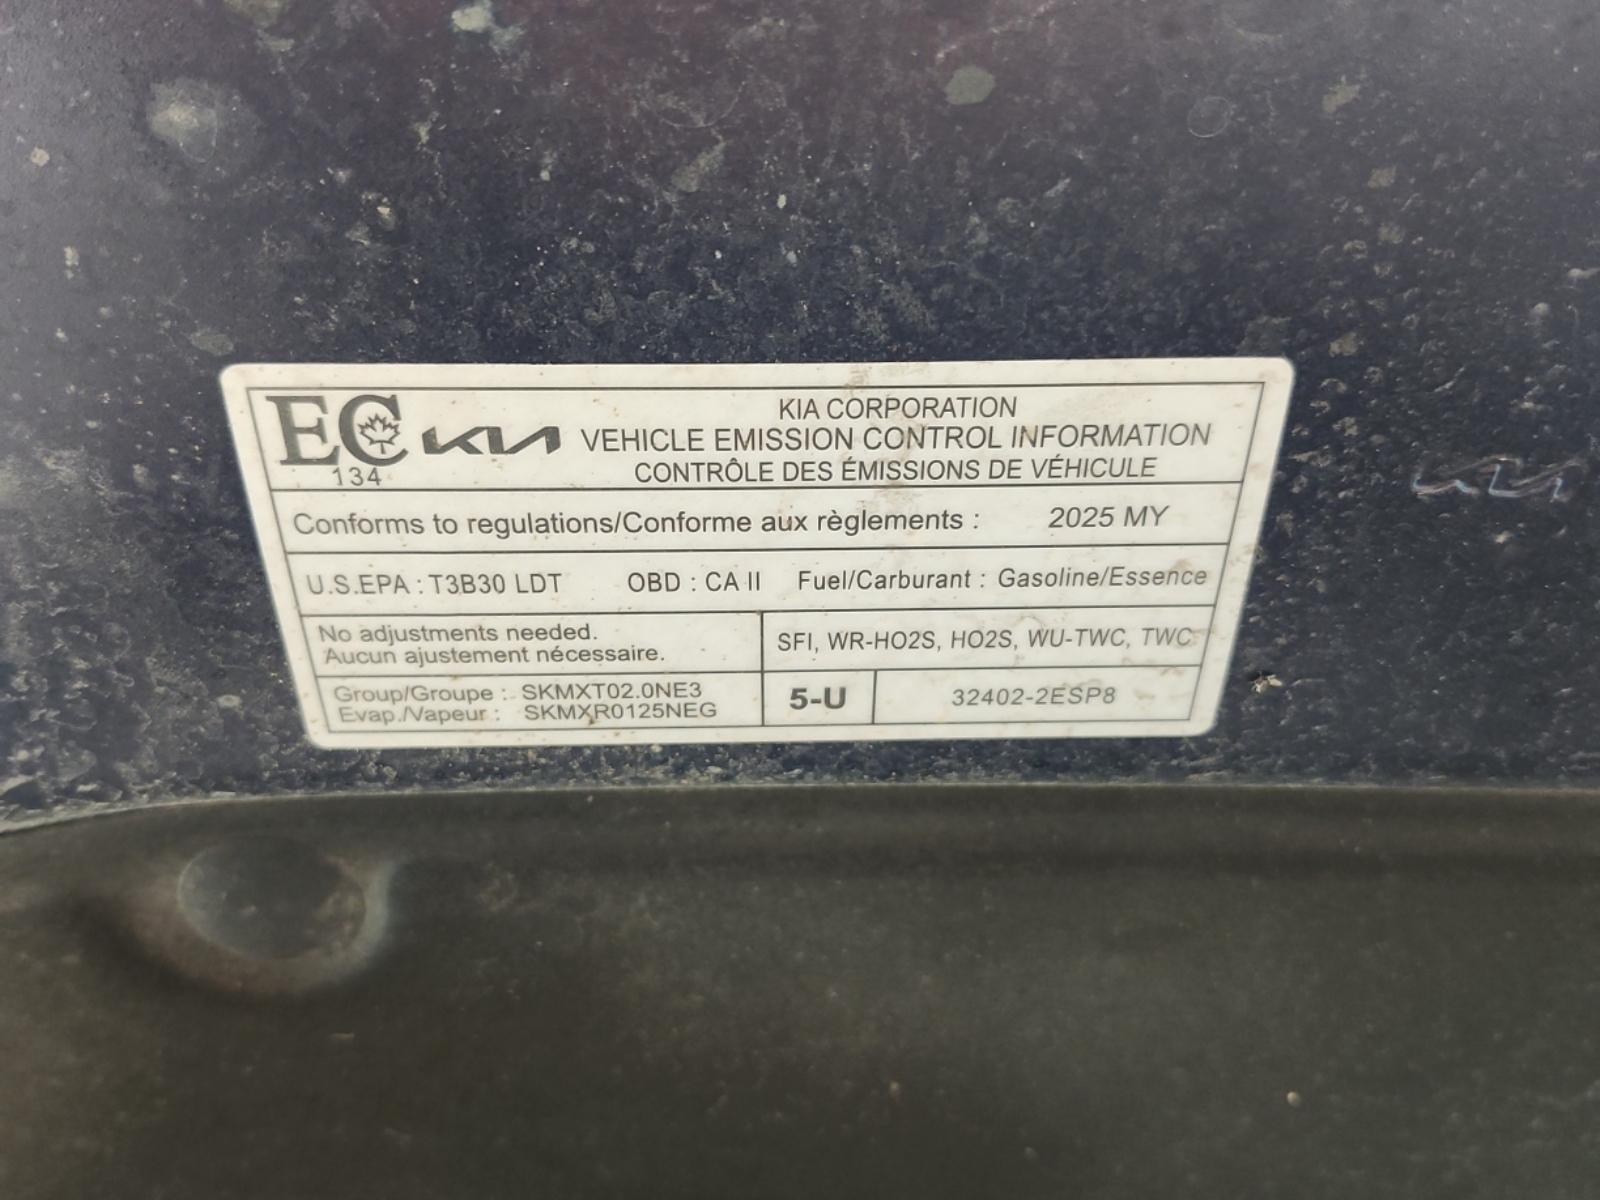 EC
134
KIA
KIA CORPORATION
VEHICLE EMISSION CONTROL INFORMATION
CONTRÔLE DES ÉMISSIONS DE VÉHICULE
Conforms to regulations/Conforme aux règlements : 2025 MY
U.S.EPA : T3B30 LDT OBD : CA II Fuel/Carburant : Gasoline/Essence
No adjustments needed.
Aucun ajustement nécessaire.
SFI, WR-HO2S, HO2S, WU-TWC, TWC
Group/Groupe : SKMXT02.0NE3
Evap./Vapeur : SKMXR0125NEG
5-U
32402-2ESP8